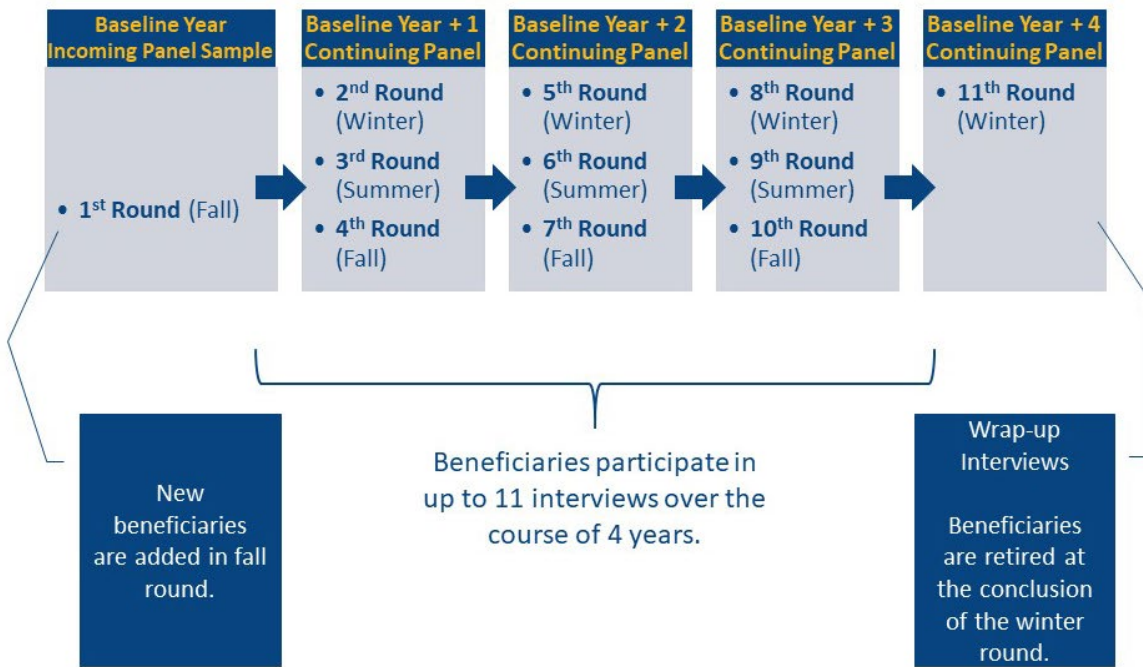 Baseline Year
Incoming Panel Sample
• 1st Round (Fall)
Baseline Year + 1
Continuing Panel
• 2nd Round
(Winter)
• 3rd Round
(Summer)
• 4th Round
(Fall)
Baseline Year + 2
Continuing Panel
• 5th Round
(Winter)
• 6th Round
(Summer)
• 7th Round
(Fall)
Baseline Year + 3
Continuing Panel
• 8th Round
(Winter)
• 9th Round
(Summer)
• 10th Round
(Fall)
Baseline Year + 4
Continuing Panel
• 11th Round
(Winter)
New
beneficiaries
are added in fall
round.
Beneficiaries participate in
up to 11 interviews over the
course of 4 years.
Wrap-up
Interviews
Beneficiaries
are retired at
the conclusion
of the winter
round.